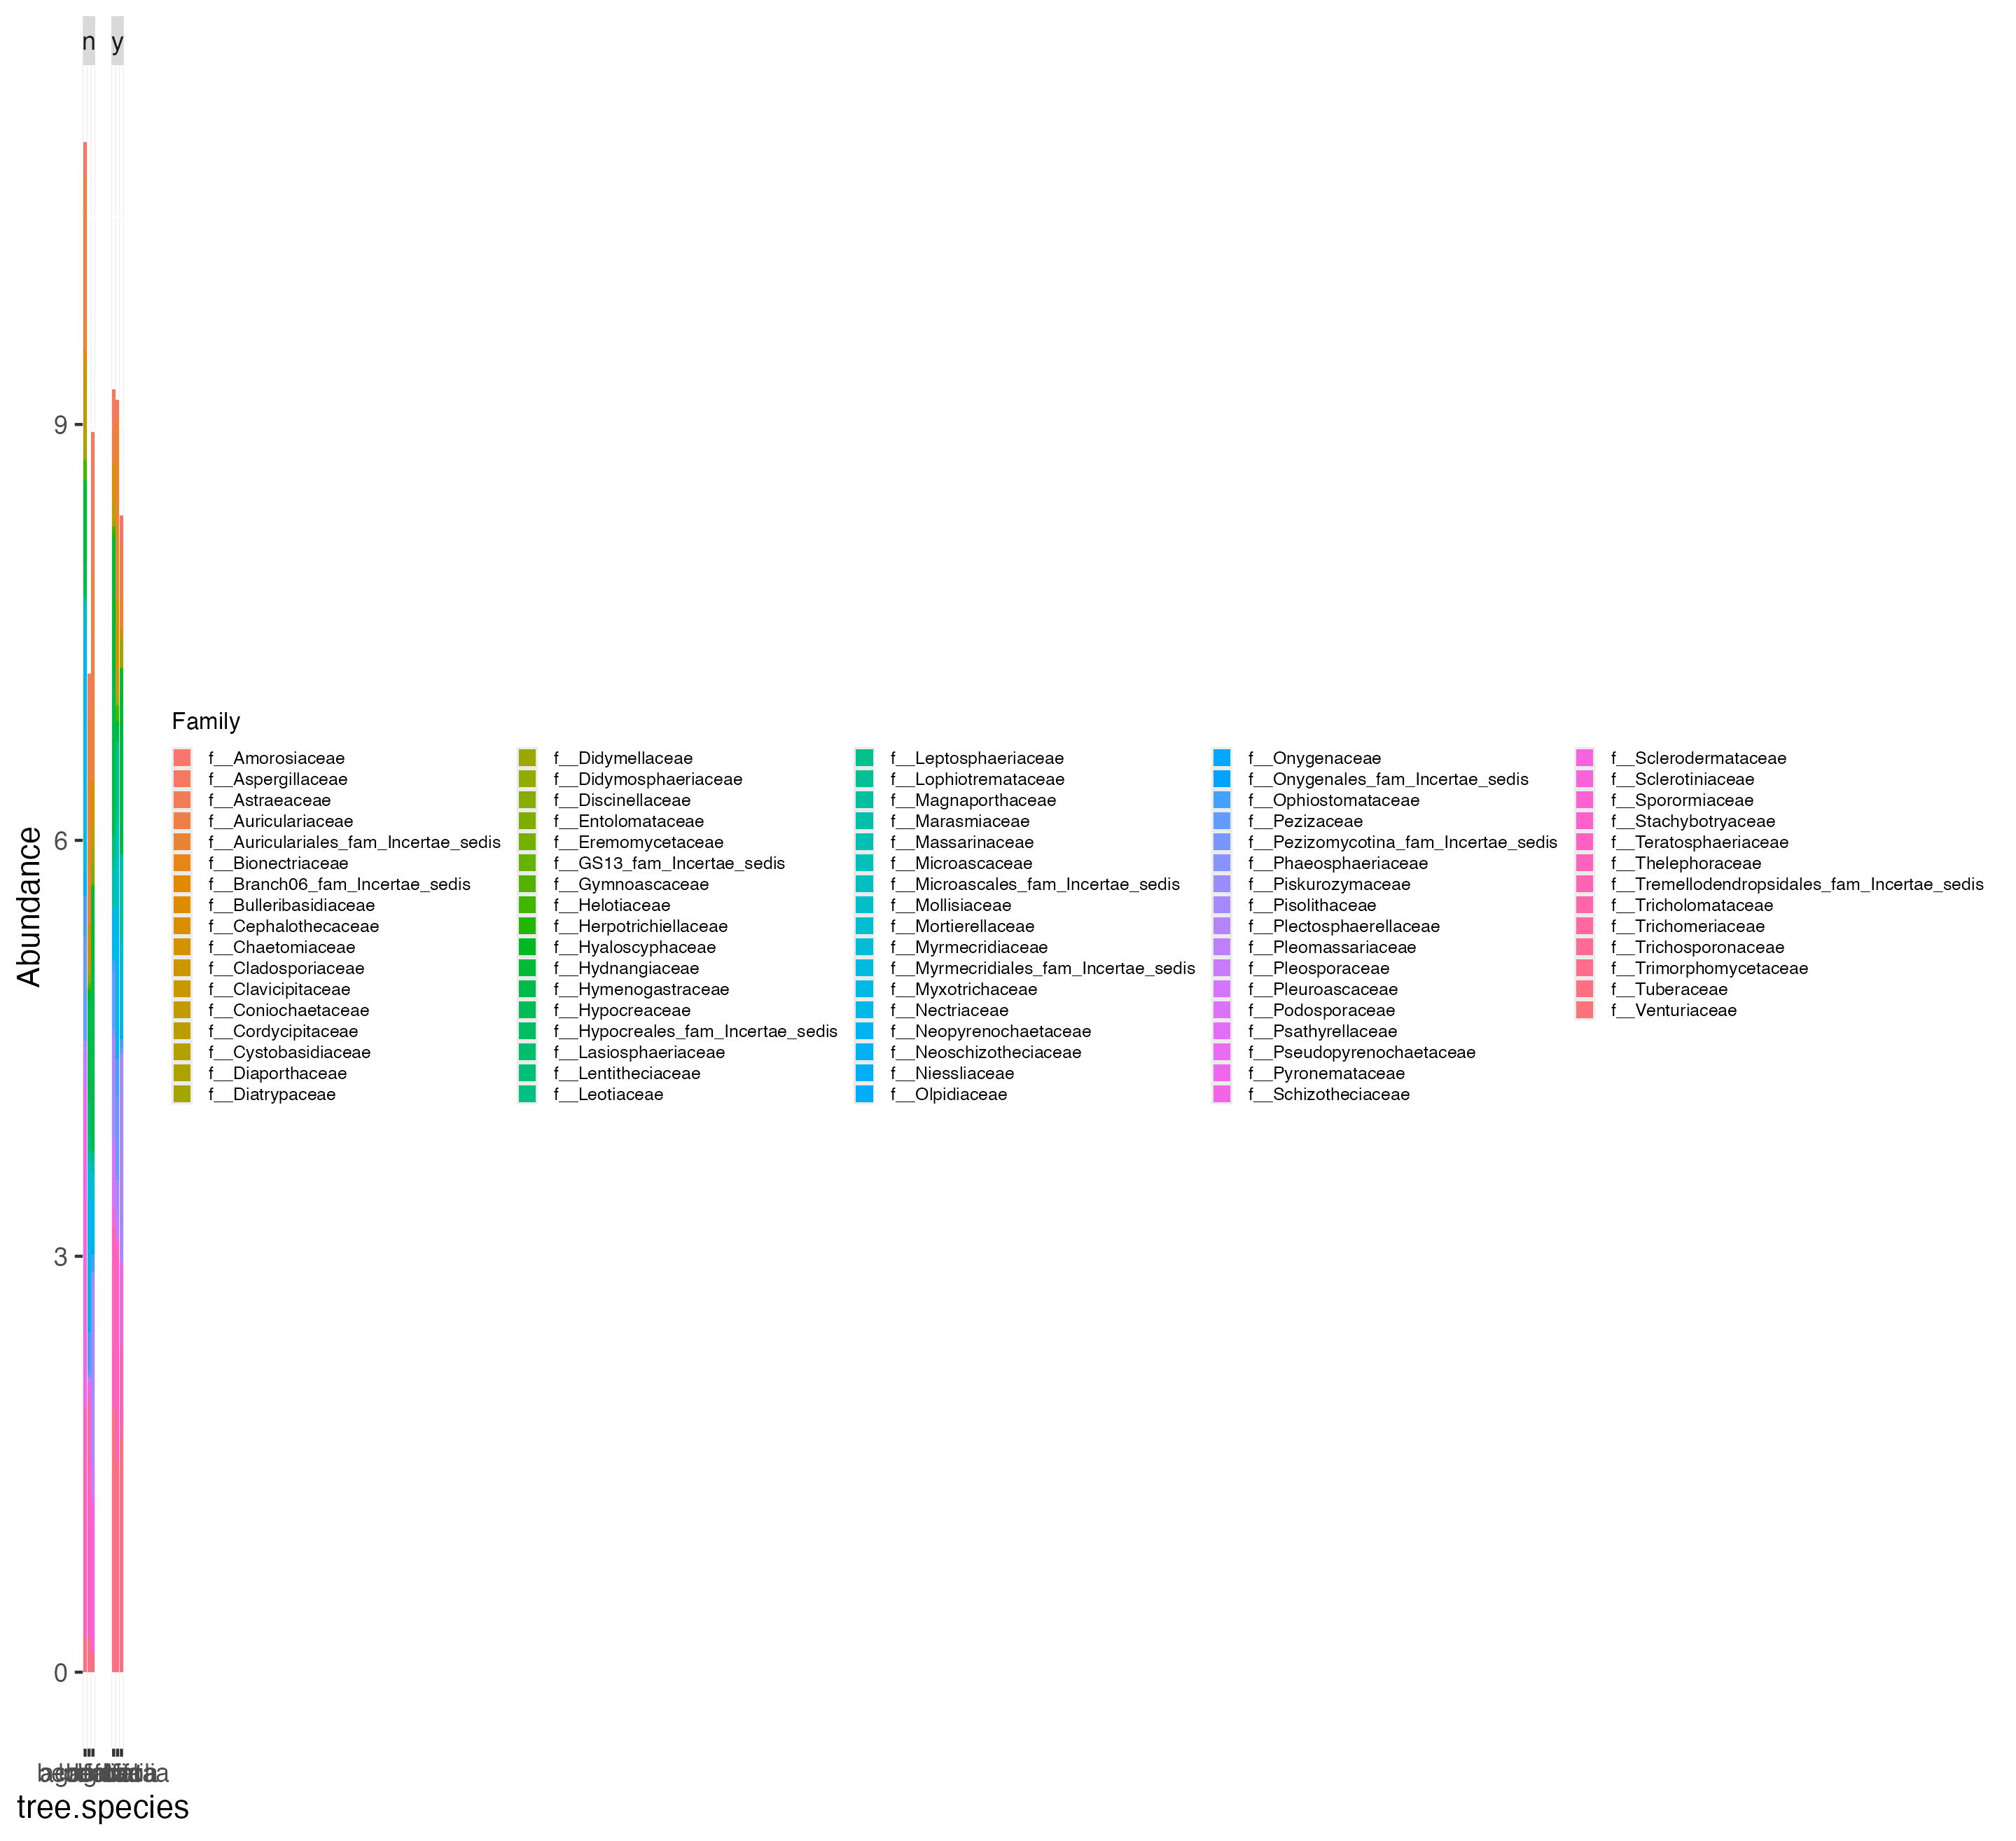 n y
9
6
3
0
Abundance
Family
f__Amorosiaceae
f__Aspergillaceae
f__Astraeaceae
f__Auriculariaceae
f__Auriculariales_fam_Incertae_sedis
f__Bionectriaceae
f__Branch06_fam_Incertae_sedis
f__Bulleribasidiaceae
f__Cephalothecaceae
f__Chaetomiaceae
f__Cladosporiaceae
f__Clavicipitaceae
f__Coniochaetaceae
f__Cordycipitaceae
f__Cystobasidiaceae
f__Diaporthaceae
f__Diatrypaceae
f__Didymellaceae
f__Didymosphaeriaceae
f__Discinellaceae
f__Entolomataceae
f__Eremomycetaceae
f__GS13_fam_Incertae_sedis
f__Gymnoascaceae
f__Helotiaceae
f__Herpotrichiellaceae
f__Hyaloscyphaceae
f__Hydnangiaceae
f__Hymenogastraceae
f__Hypocreaceae
f__Hypocreales_fam_Incertae_sedis
f__Lasiosphaeriaceae
f__Lentitheciaceae
f__Leotiaceae
f__Leptosphaeriaceae
f__Lophiotremataceae
f__Magnaporthaceae
f__Marasmiaceae
f__Massarinaceae
f__Microascaceae
f__Microascales_fam_Incertae_sedis
f__Mollisiaceae
f__Mortierellaceae
f__Myrmecridiaceae
f__Myrmecridiales_fam_Incertae_sedis
f__Myxotrichaceae
f__Nectriaceae
f__Neopyrenochaetaceae
f__Neoschizotheciaceae
f__Niessliaceae
f__Olpidiaceae
f__Onygenaceae
f__Onygenales_fam_Incertae_sedis
f__Ophiostomataceae
f__Pezizaceae
f__Pezizomycotina_fam_Incertae_sedis
f__Phaeosphaeriaceae
f__Piskurozymaceae
f__Pisolithaceae
f__Plectosphaerellaceae
f__Pleomassariaceae
f__Pleosporaceae
f__Pleuroascaceae
f__Podosporaceae
f__Psathyrellaceae
f__Pseudopyrenochaetaceae
f__Pyronemataceae
f__Schizotheciaceae
f__Sclerodermataceae
f__Sclerotiniaceae
f__Sporormiaceae
f__Stachybotryaceae
f__Teratosphaeriaceae
f__Thelephoraceae
f__Tremellodendropsidales_fam_Incertae_sedis
f__Tricholomataceae
f__Trichomeriaceae
f__Trichosporonaceae
f__Trimorphomycetaceae
f__Tuberaceae
f__Venturiaceae
tree.species